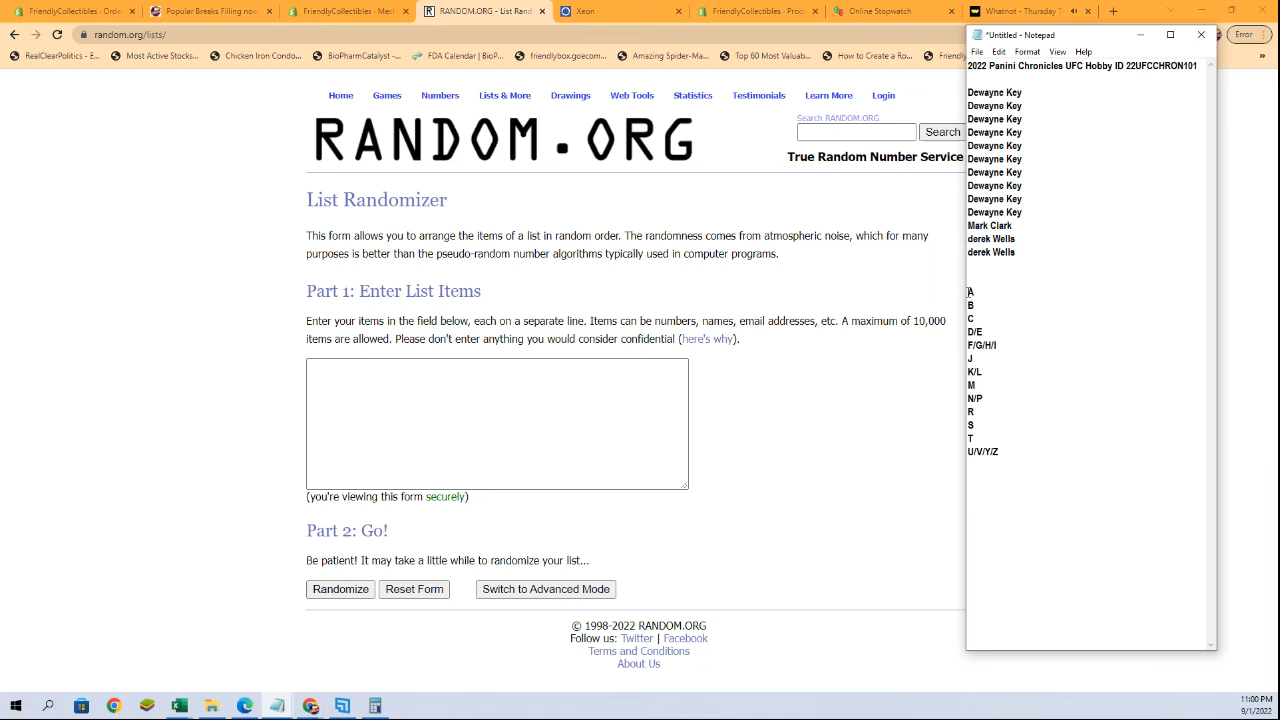 FriendlyCollectibles - Orde
Popular Breaks Filling now
FriendlyCollectibles - Mech
RANDOM.ORG - List Rand
Xeon
FriendlyCollectibles - Prod
Online Stopwatch
Whatnot - Thursday T
random.org/lists/
Error
RealClearPolitics - E...
Most Active Stocks...
Chicken Iron Condo...
BioPharmCatalyst -...
FDA Calendar | BioP...
friendlybox.goecom...
Amazing Spider-Ma...
Top 60 Most Valuab...
How to Create a Ro...
Home Games Numbers Lists & More Drawings Web Tools Statistics Testimonials Learn More Login
RANDOM.ORG
Search RANDOM.ORG
Search
True Random Number Service
List Randomizer
This form allows you to arrange the items of a list in random order. The randomness comes from atmospheric noise, which for many
purposes is better than the pseudo-random number algorithms typically used in computer programs.
Part 1: Enter List Items
Enter your items in the field below, each on a separate line. Items can be numbers, names, email addresses, etc. A maximum of 10,000
items are allowed. Please don't enter anything you would consider confidential (here's why).
(you're viewing this form securely)
Part 2: Go!
Be patient! It may take a little while to randomize your list...
Randomize Reset Form Switch to Advanced Mode
© 1998-2022 RANDOM.ORG
Follow us: Twitter | Facebook
Terms and Conditions
About Us
*Untitled - Notepad
File Edit Format View Help
2022 Panini Chronicles UFC Hobby ID 22UFCCHRON101
Dewayne Key
Dewayne Key
Dewayne Key
Dewayne Key
Dewayne Key
Dewayne Key
Dewayne Key
Dewayne Key
Dewayne Key
Dewayne Key
Mark Clark
derek Wells
derek Wells
A
B
C
D/E
F/G/H/I
J
K/L
M
N/P
R
S
T
U/V/Y/Z
11:00 PM
9/1/2022